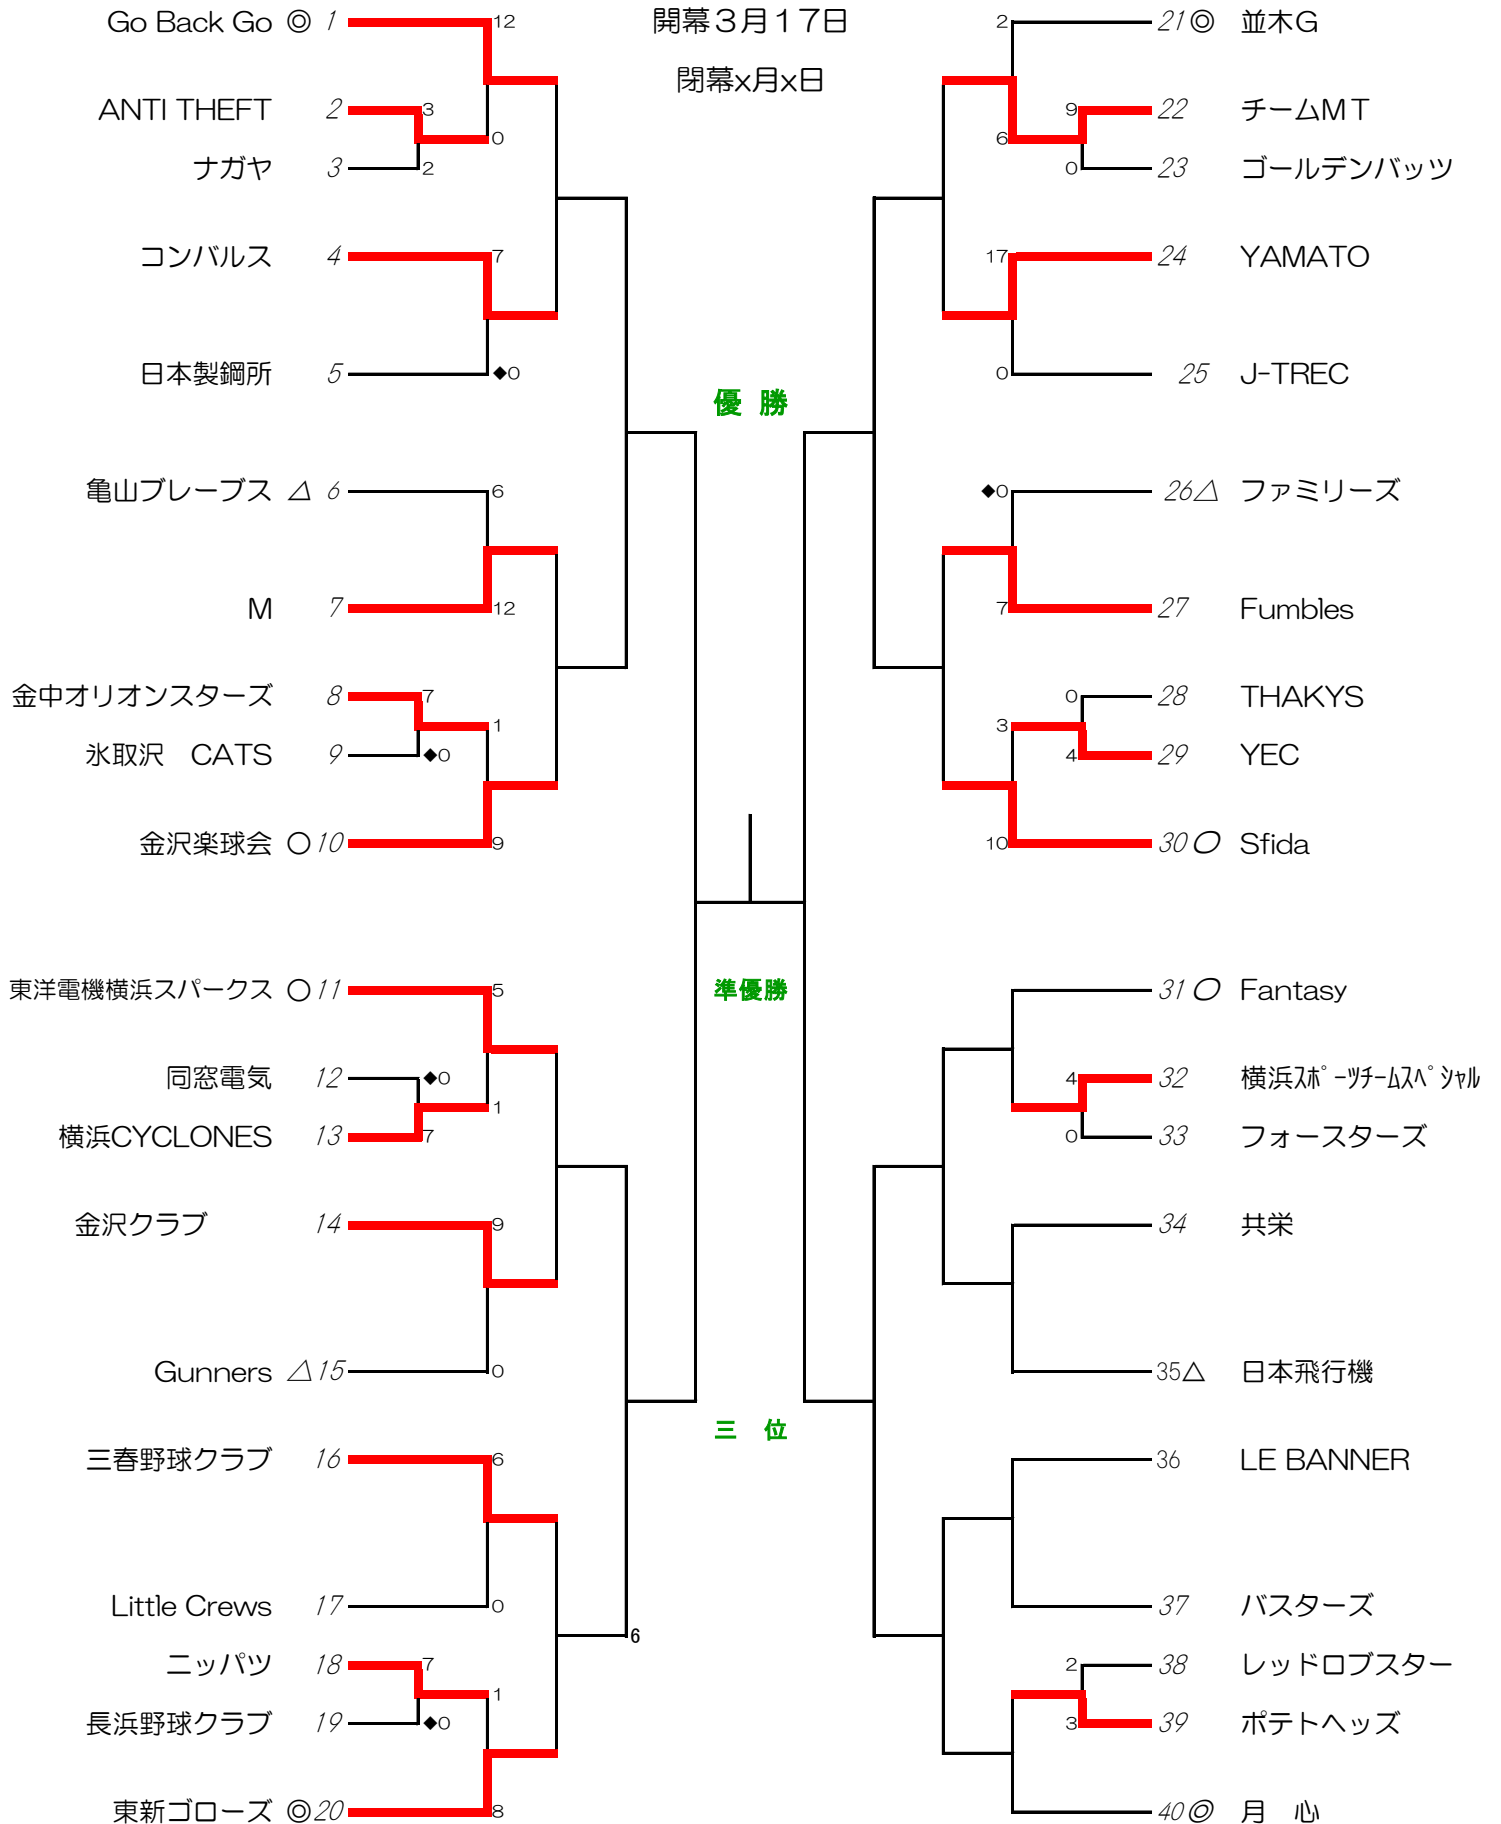 開幕３月１７日
閉幕x月x日
Go Back Go ◎ 1 12
ANTI THEFT 2 3
0
ナガヤ 3 2
コンバルス 4 7
日本製鋼所 5 ◆0
亀山ブレーブス △ 6 6
M 7 12
金中オリオンスターズ 8 7
1
氷取沢　CATS 9 ◆0
金沢楽球会 ○ 10 9
東洋電機横浜スパークス ○ 11 5
同窓電気 12 ◆0
1
横浜CYCLONES 13 7
金沢クラブ 14 9
Gunners △ 15 0
三春野球クラブ 16 6
Little Crews 17 0
6
ニッパツ 18 7
1
長浜野球クラブ 19 ◆0
東新ゴローズ ◎ 20 8
優 勝
準優勝
三　位
2 21 ◎ 並木G
9 22 チームＭＴ
6
0 23 ゴールデンバッツ
17 24 YAMATO
0 25 J-TREC
◆0 26 △ ファミリーズ
7 27 Fumbles
0 28 THAKYS
3
4 29 YEC
10 30 ○ Sfida
31 ○ Fantasy
4 32 横浜ｽﾎﾟｰﾂﾁｰﾑｽﾍﾟｼｬﾙ
0 33 フォースターズ
34 共栄
35 △ 日本飛行機
36 LE BANNER
37 バスターズ
2 38 レッドロブスター
3 39 ポテトヘッズ
40 ◎ 月　心